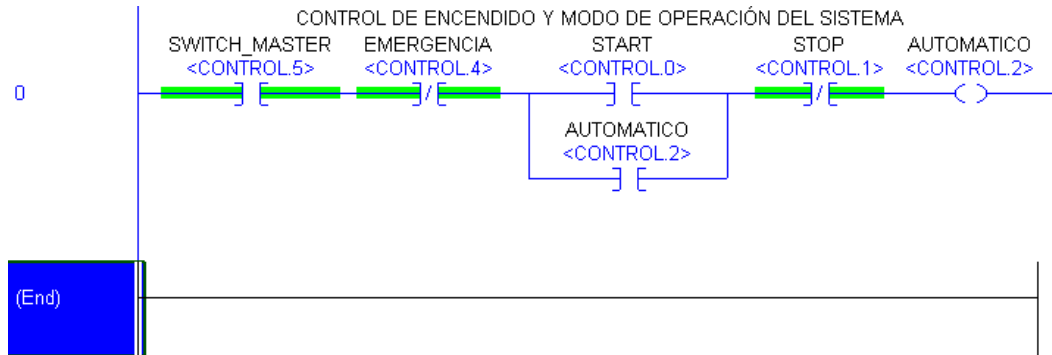 CONTROL DE ENCENDIDO Y MODO DE OPERACIÓN DEL SISTEMA
SWITCH_MASTER EMERGENCIA START STOP AUTOMATICO
<CONTROL.5> <CONTROL.4> <CONTROL.0> <CONTROL.1> <CONTROL.2>
0
AUTOMATICO
<CONTROL.2>
(End)